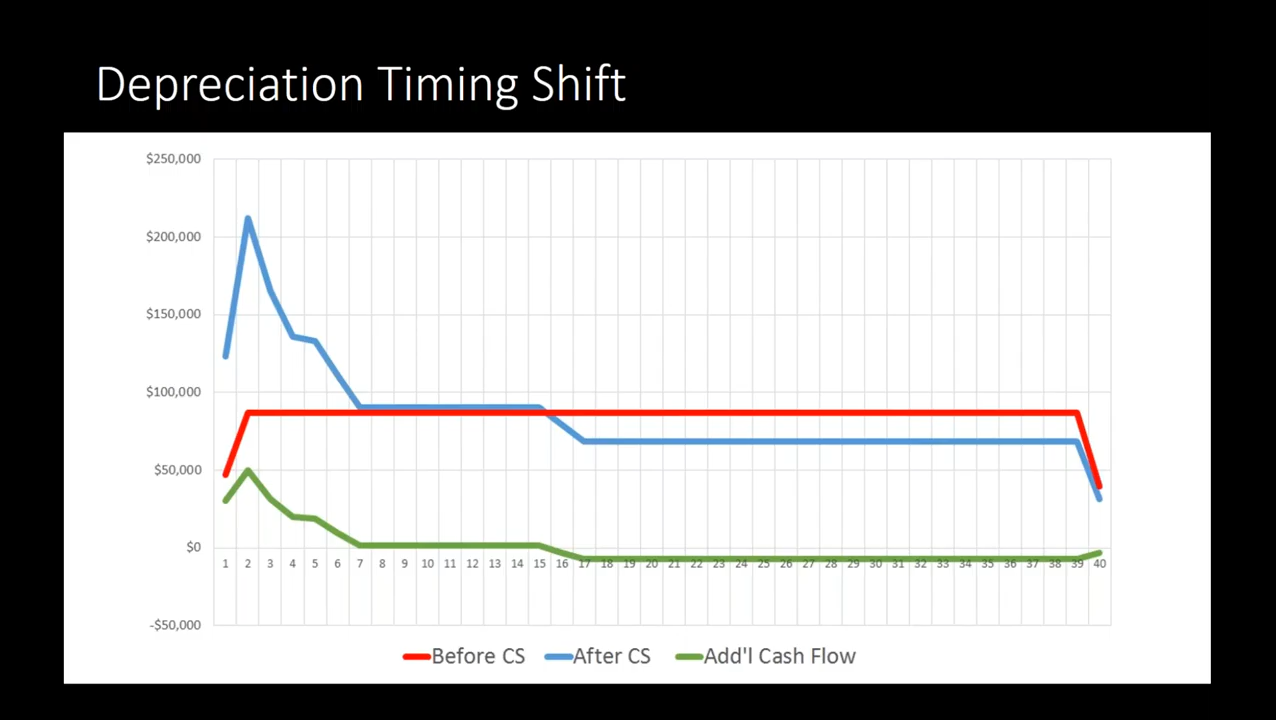 Depreciation Timing Shift
$250,000
$200,000
$150,000
$100,000
$50,000
$0
1 2 3 4 5 6 7 8 9 10 11 12 13 14 15 16 17 18 19 20 21 22 23 24 25 26 27 28 29 30 31 32 33 34 35 36 37 38 39 40
-$50,000
Before CS After CS Add'l Cash Flow